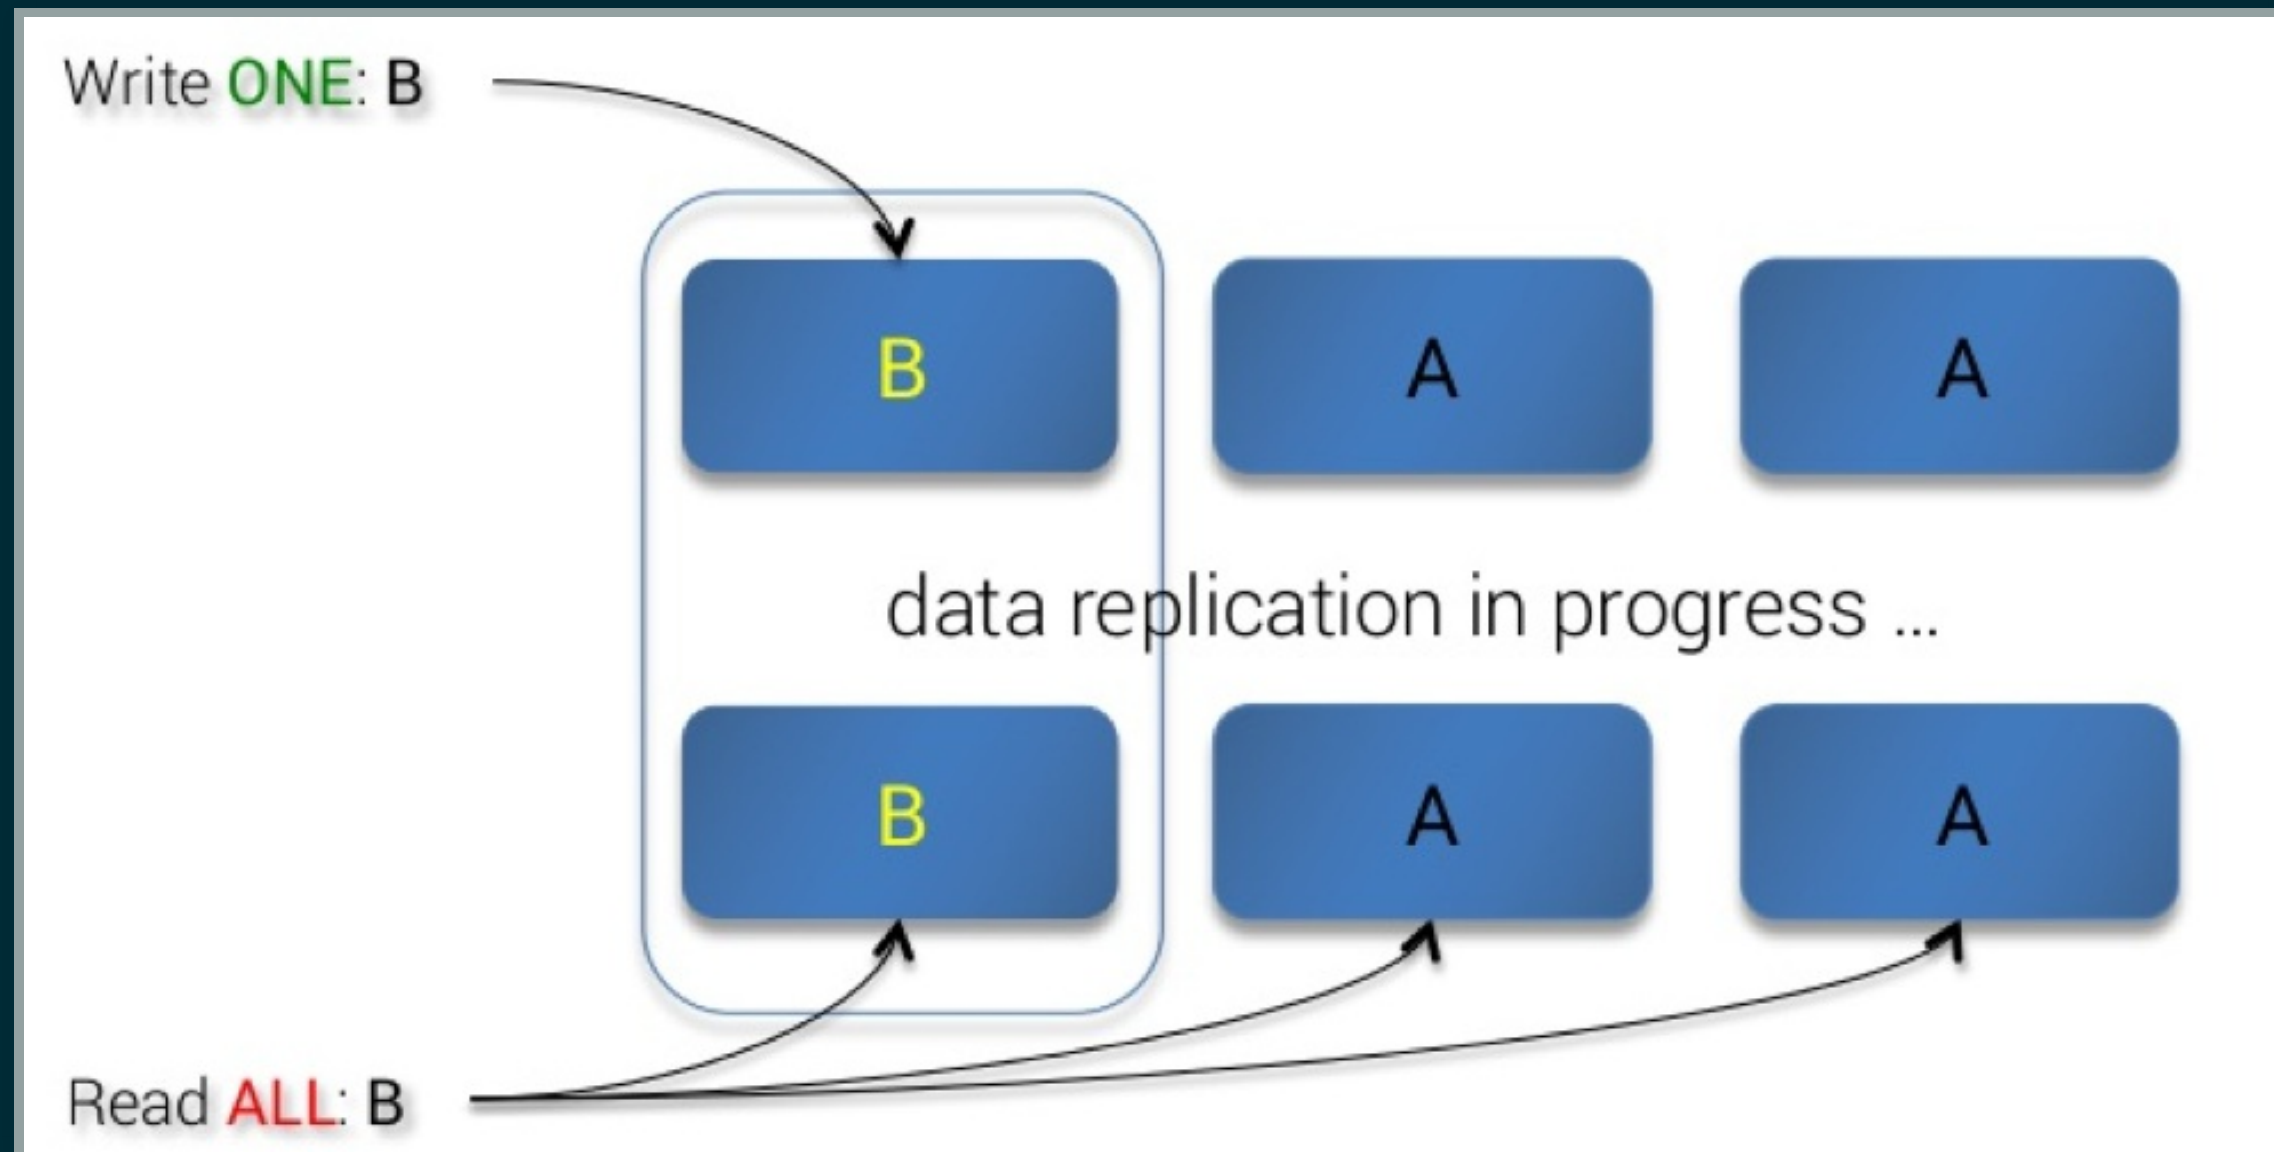 Write ONE: B
B A A
data replication in progress ...
B A A
Read ALL: B